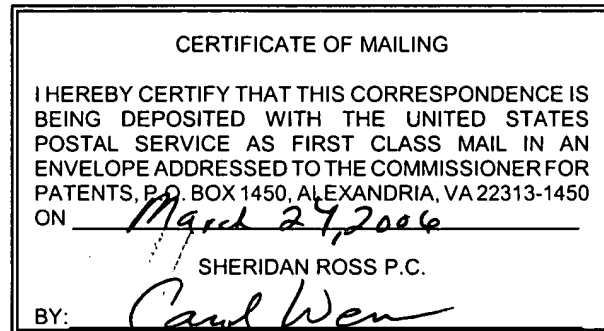 CERTIFICATE OF MAILING
I HEREBY CERTIFY THAT THIS CORRESPONDENCE IS
BEING DEPOSITED WITH THE UNITED STATES
POSTAL SERVICE AS FIRST CLASS MAIL IN AN
ENVELOPE ADDRESSED TO THE COMMISSIONER FOR
PATENTS, P.O. BOX 1450, ALEXANDRIA, VA 22313-1450
ON March 27, 2006
SHERIDAN ROSS P.C.
BY: Carol